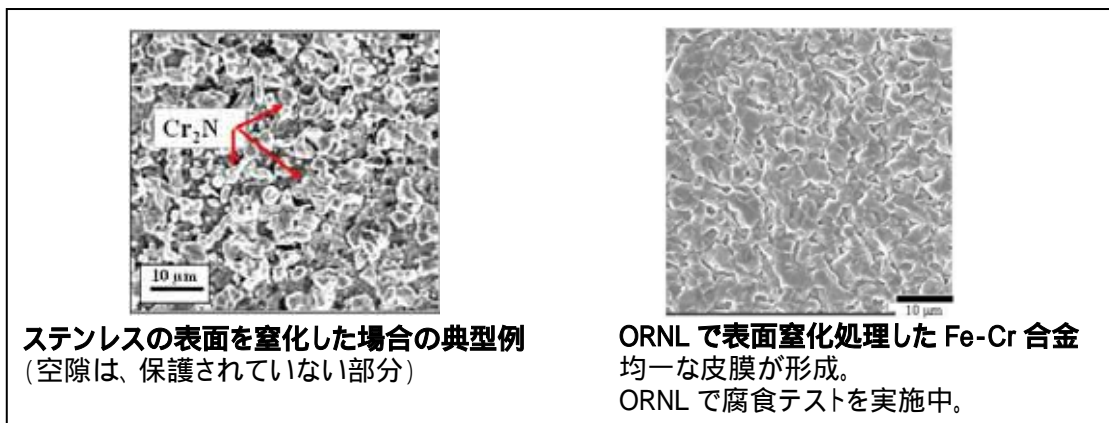 Cr₂N
10 μm
10 μm
ステンレスの表面を窒化した場合の典型例
(空隙は、保護されていない部分)
ORNL で表面窒化処理した Fe-Cr 合金
均一な皮膜が形成。
ORNL で腐食テストを実施中。